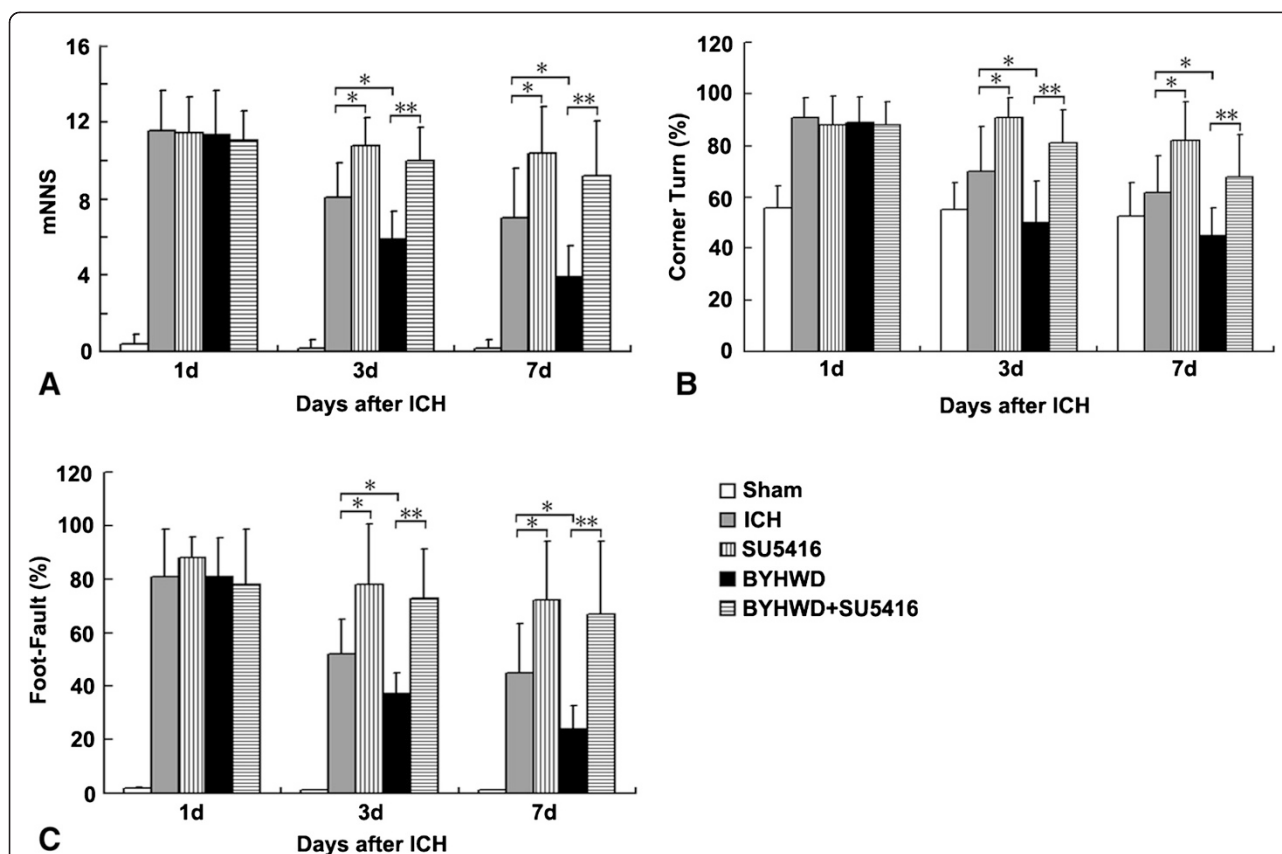 16
12
8
4
0
mNNS
*
*
**
*
*
**
1d
3d
7d
A
Days after ICH
120
100
80
60
40
20
0
Corner Turn (%)
*
*
**
*
*
**
1d
3d
7d
B
Days after ICH
120
100
80
60
40
20
0
Foot-Fault (%)
*
*
**
*
*
**
1d
3d
7d
C
Days after ICH
Sham
ICH
SU5416
BYHWD
BYHWD+SU5416